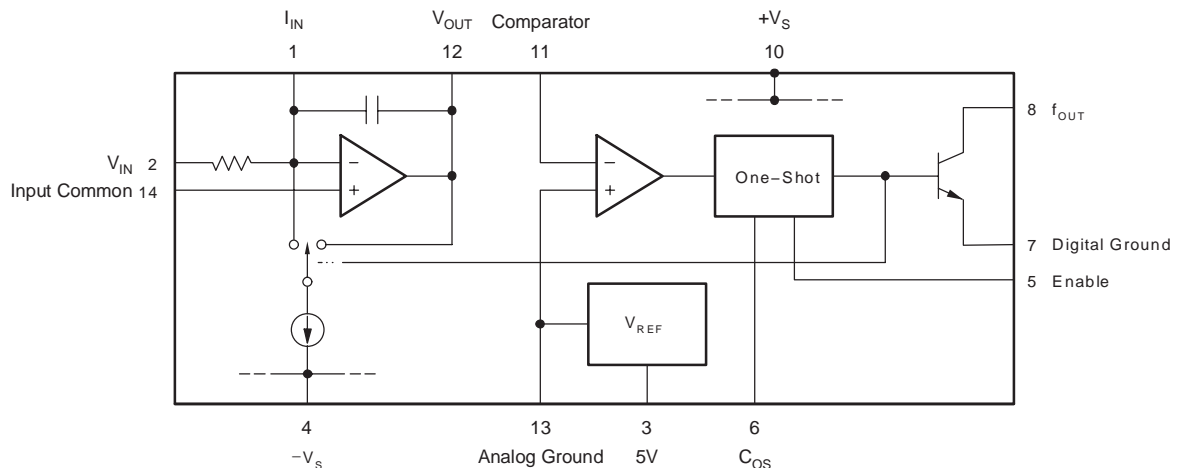 I_IN V_OUT Comparator +V_S
1 12 11 10
8 f_OUT
V_IN 2
− −
One−Shot
Input Common 14
+ +
7 Digital Ground
5 Enable
V_REF
4 13 3 6
−V_S Analog Ground 5V C_OS